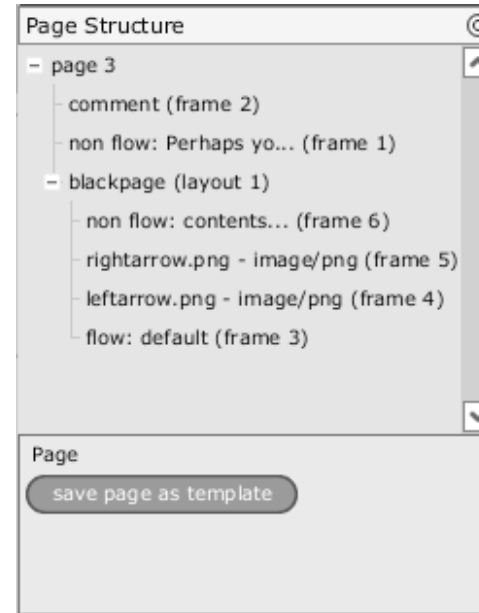 Page Structure
page 3
comment (frame 2)
non flow: Perhaps yo... (frame 1)
blackpage (layout 1)
non flow: contents... (frame 6)
rightarrow.png - image/png (frame 5)
leftarrow.png - image/png (frame 4)
flow: default (frame 3)
Page
save page as template